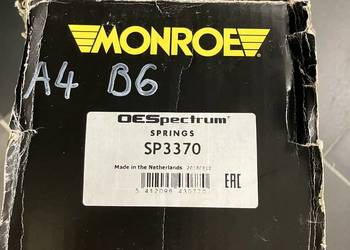 MONROE
A4 B6
OESpectrum
SPRINGS
SP3370
Made in the Netherlands
EAC